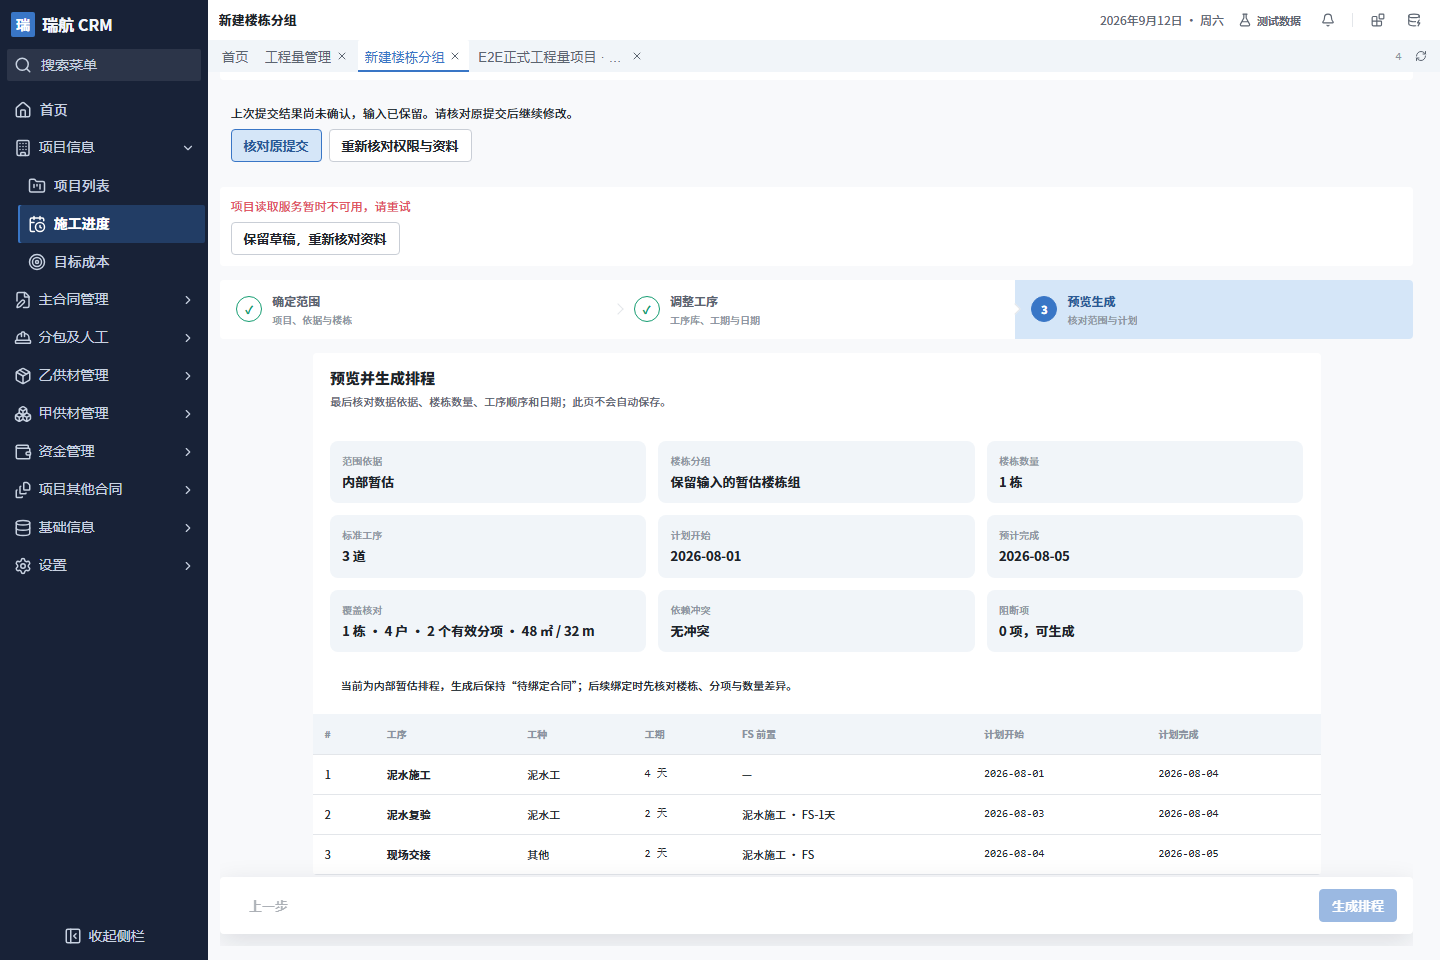 瑞 瑞航 CRM
搜索菜单
首页
项目信息
项目列表
施工进度
目标成本
主合同管理
分包及人工
乙供材管理
甲供材管理
资金管理
项目其他合同
基础信息
设置
收起侧栏
新建楼栋分组
2026年9月12日 • 周六 测试数据
首页 工程量管理 新建楼栋分组 E2E正式工程量项目 · ... 4
上次提交结果尚未确认，输入已保留。请核对原提交后继续修改。
核对原提交 重新核对权限与资料
项目读取服务暂时不可用，请重试
保留草稿，重新核对资料
确定范围
项目、依据与楼栋
调整工序
工序库、工期与日期
3 预览生成
核对范围与计划
预览并生成排程
最后核对数据依据、楼栋数量、工序顺序和日期；此页不会自动保存。
范围依据
内部暂估
楼栋分组
保留输入的暂估楼栋组
楼栋数量
1 栋
标准工序
3 道
计划开始
2026-08-01
预计完成
2026-08-05
覆盖核对
1 栋 • 4 户 • 2 个有效分项 • 48 ㎡ / 32 m
依赖冲突
无冲突
阻断项
0 项，可生成
当前为内部暂估排程，生成后保持“待绑定合同”；后续绑定时先核对楼栋、分项与数量差异。
# 工序 工种 工期 FS 前置 计划开始 计划完成
1 泥水施工 泥水工 4 天 — 2026-08-01 2026-08-04
2 泥水复验 泥水工 2 天 泥水施工 • FS-1天 2026-08-03 2026-08-04
3 现场交接 其他 2 天 泥水施工 • FS 2026-08-04 2026-08-05
上一步 生成排程